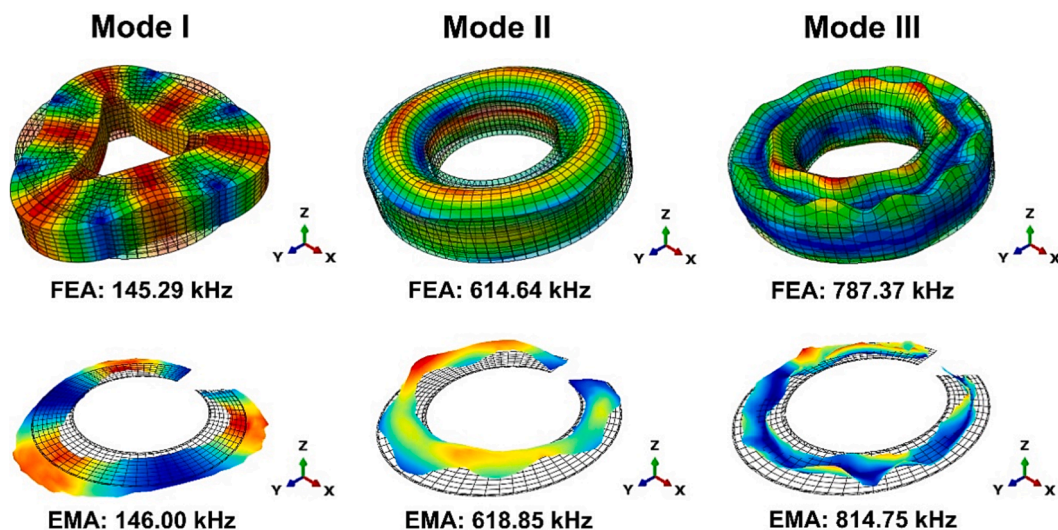 Mode I
Mode II
Mode III
Z
Y
X
Z
Y
X
Z
Y
X
FEA: 145.29 kHz
FEA: 614.64 kHz
FEA: 787.37 kHz
Z
Y
X
Z
Y
X
Z
Y
X
EMA: 146.00 kHz
EMA: 618.85 kHz
EMA: 814.75 kHz